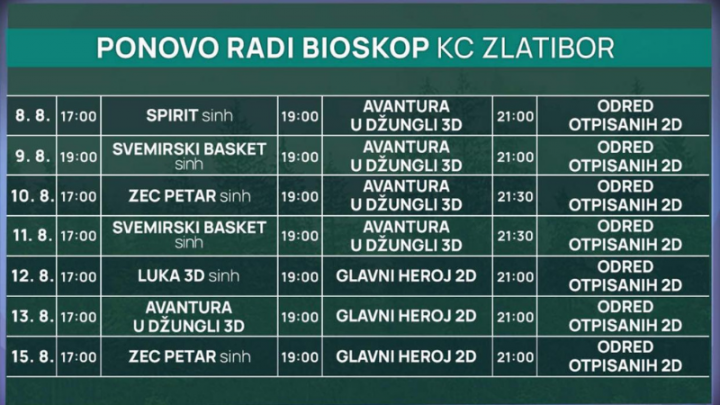 PONOVO RADI BIOSKOP KC ZLATIBOR
8. 8. 17:00 SPIRIT sinh 19:00 AVANTURA U DŽUNGLI 3D 21:00 ODRED OTPISANIH 2D
9. 8. 19:00 SVEMIRSKI BASKET sinh 19:00 AVANTURA U DŽUNGLI 3D 21:00 ODRED OTPISANIH 2D
10. 8. 17:00 ZEC PETAR sinh 19:00 AVANTURA U DŽUNGLI 3D 21:30 ODRED OTPISANIH 2D
11. 8. 17:00 SVEMIRSKI BASKET sinh 19:00 AVANTURA U DŽUNGLI 3D 21:30 ODRED OTPISANIH 2D
12. 8. 17:00 LUKA 3D sinh 19:00 GLAVNI HEROJ 2D 21:00 ODRED OTPISANIH 2D
13. 8. 17:00 AVANTURA U DŽUNGLI 3D 19:00 GLAVNI HEROJ 2D 21:00 ODRED OTPISANIH 2D
15. 8. 17:00 ZEC PETAR sinh 19:00 GLAVNI HEROJ 2D 21:00 ODRED OTPISANIH 2D